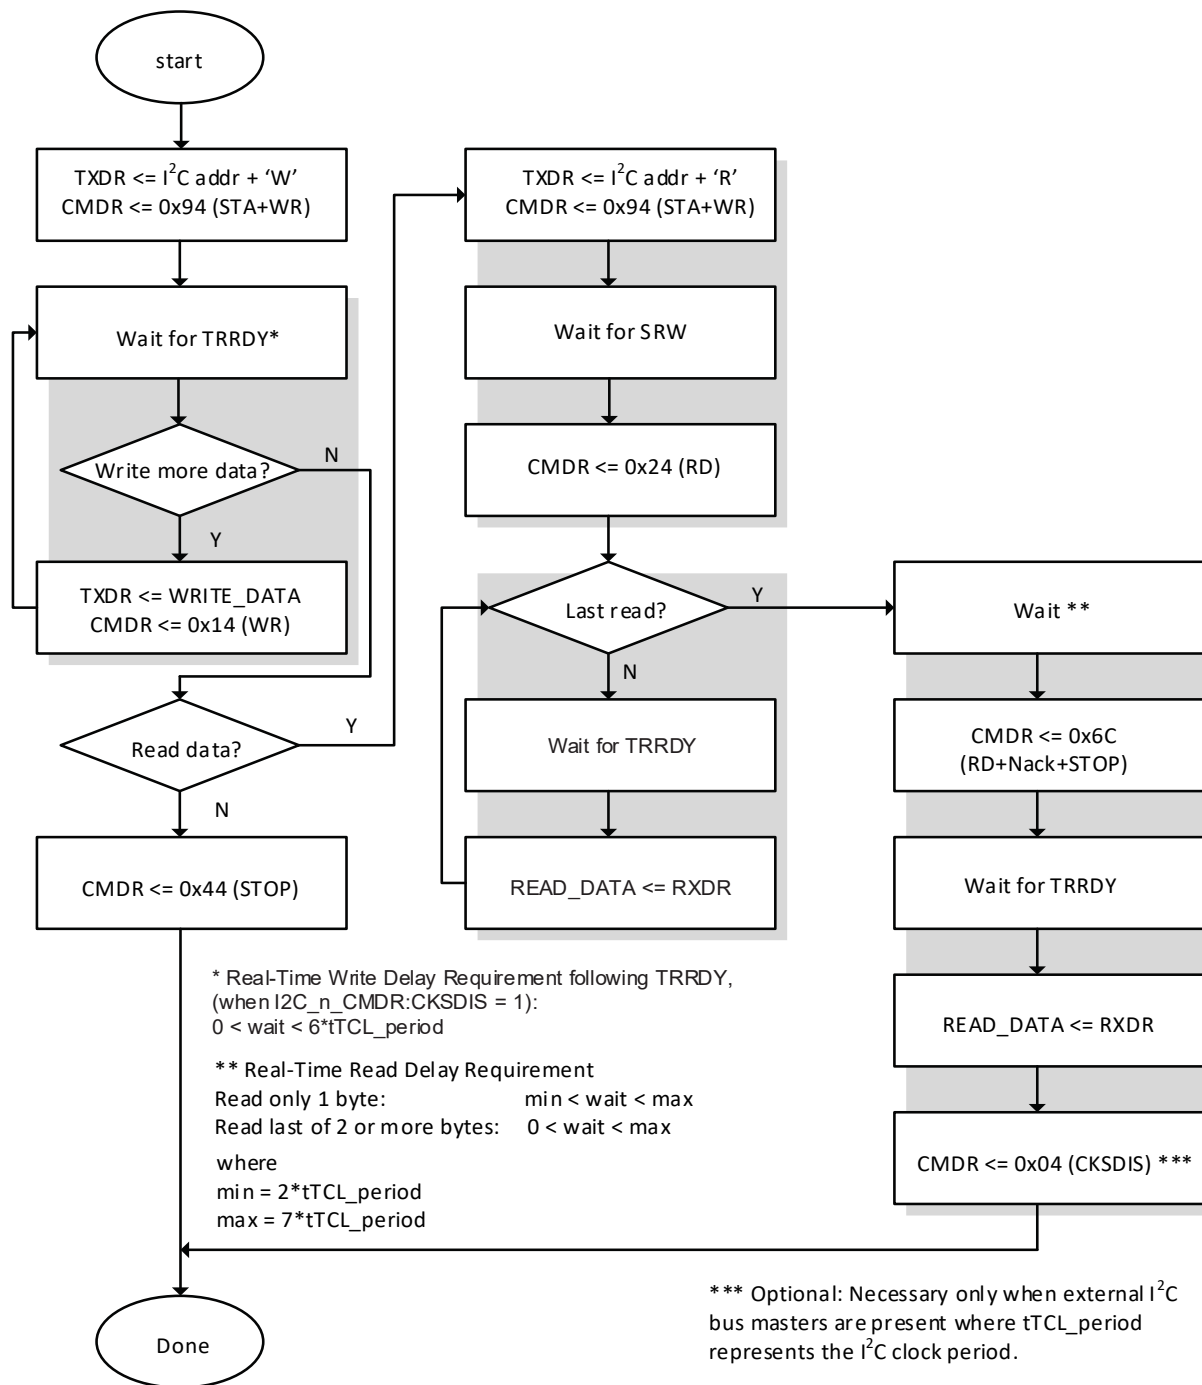 start
TXDR <= I²C addr + ‘W’
CMDR <= 0x94 (STA+WR)
Wait for TRRDY*
Write more data?
N
Y
TXDR <= WRITE_DATA
CMDR <= 0x14 (WR)
Read data?
Y
N
CMDR <= 0x44 (STOP)
TXDR <= I²C addr + ‘R’
CMDR <= 0x94 (STA+WR)
Wait for SRW
CMDR <= 0x24 (RD)
Last read?
Y
N
Wait for TRRDY
READ_DATA <= RXDR
Wait **
CMDR <= 0x6C
(RD+Nack+STOP)
Wait for TRRDY
READ_DATA <= RXDR
CMDR <= 0x04 (CKSDIS) ***
* Real-Time Write Delay Requirement following TRRDY,
(when I2C_n_CMDR:CKSDIS = 1):
0 < wait < 6*tTCL_period
** Real-Time Read Delay Requirement
Read only 1 byte: min < wait < max
Read last of 2 or more bytes: 0 < wait < max
where
min = 2*tTCL_period
max = 7*tTCL_period
Done
*** Optional: Necessary only when external I²C
bus masters are present where tTCL_period
represents the I²C clock period.